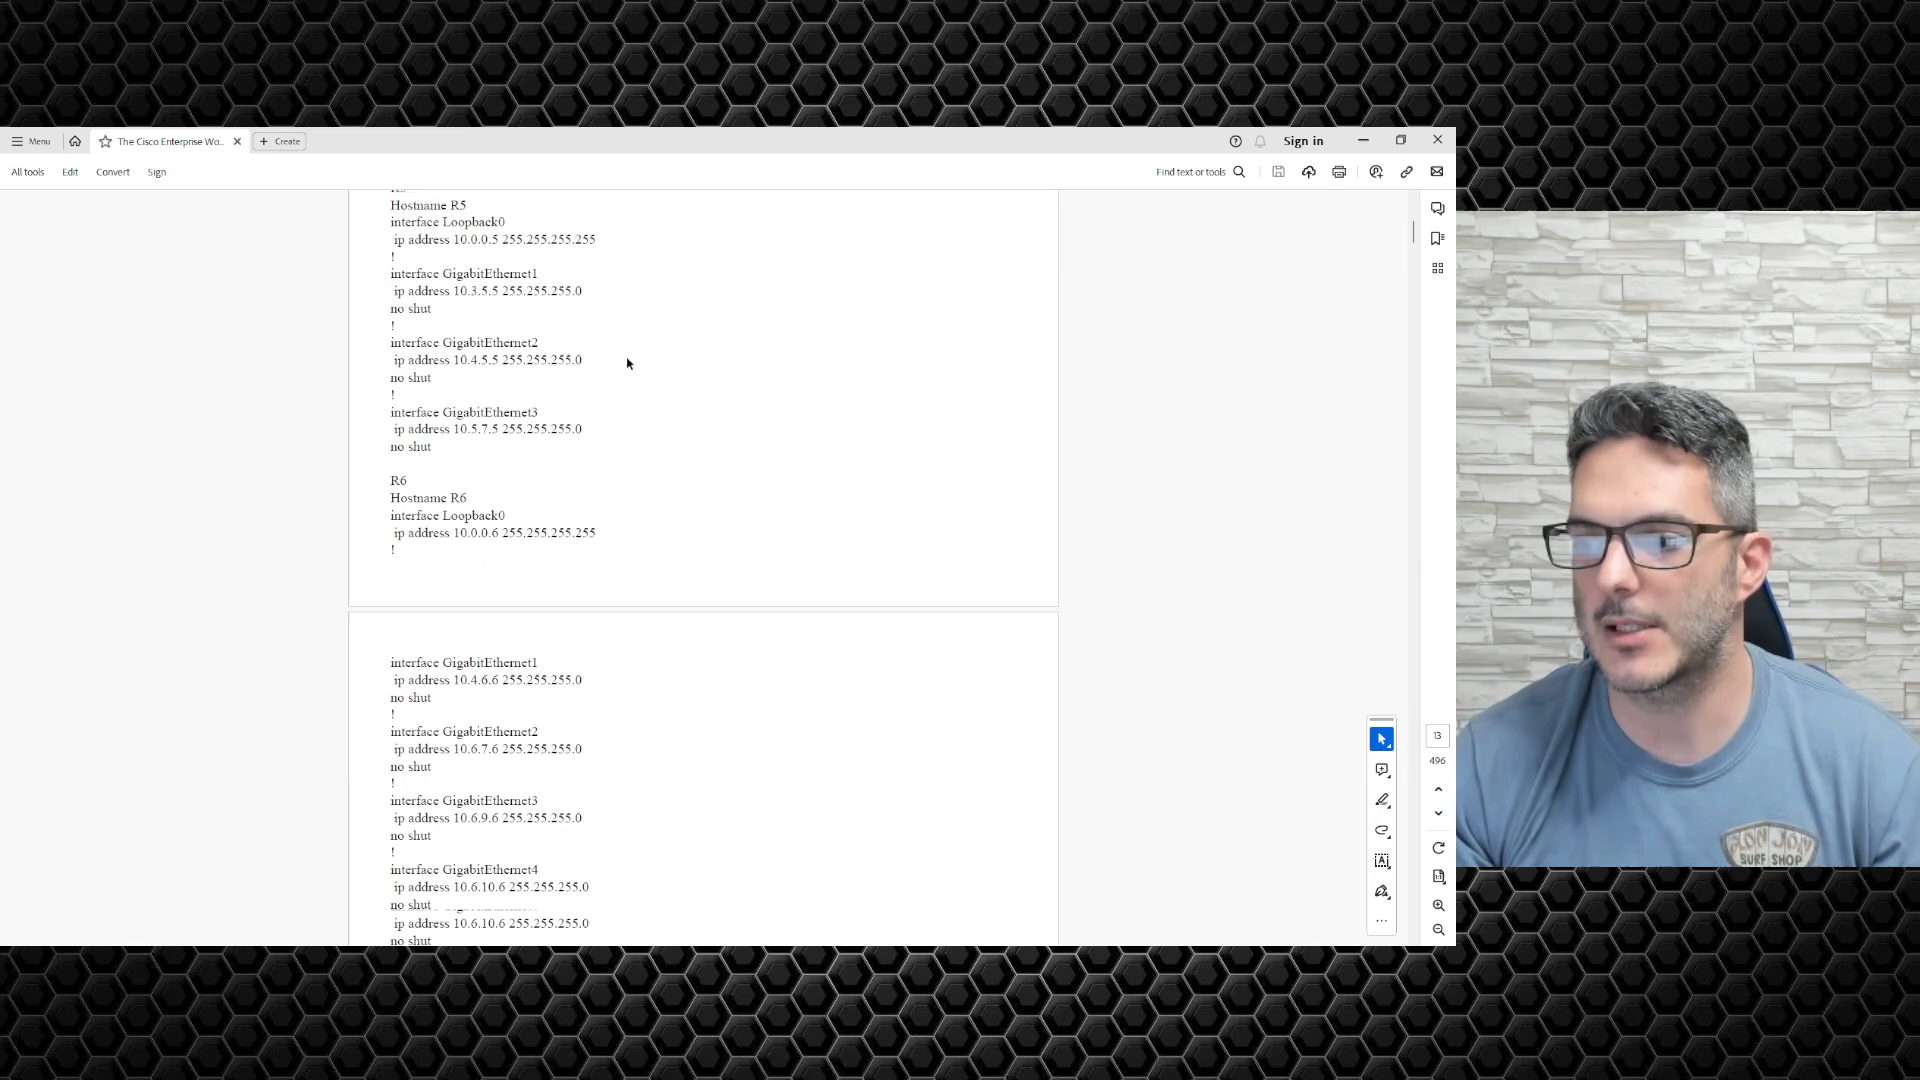 Menu
The Cisco Enterprise Wo...
Create
Sign in
All tools
Edit
Convert
Sign
Find text or tools
Hostname R5
interface Loopback0
ip address 10.0.0.5 255.255.255.255
!
interface GigabitEthernet1
ip address 10.3.5.5 255.255.255.0
no shut
!
interface GigabitEthernet2
ip address 10.4.5.5 255.255.255.0
no shut
!
interface GigabitEthernet3
ip address 10.5.7.5 255.255.255.0
no shut
R6
Hostname R6
interface Loopback0
ip address 10.0.0.6 255.255.255.255
!
interface GigabitEthernet1
ip address 10.4.6.6 255.255.255.0
no shut
!
interface GigabitEthernet2
ip address 10.6.7.6 255.255.255.0
no shut
!
interface GigabitEthernet3
ip address 10.6.9.6 255.255.255.0
no shut
!
interface GigabitEthernet4
ip address 10.6.10.6 255.255.255.0
no shut
ip address 10.6.10.6 255.255.255.0
no shut
13
496
RON JON
SURF SHOP